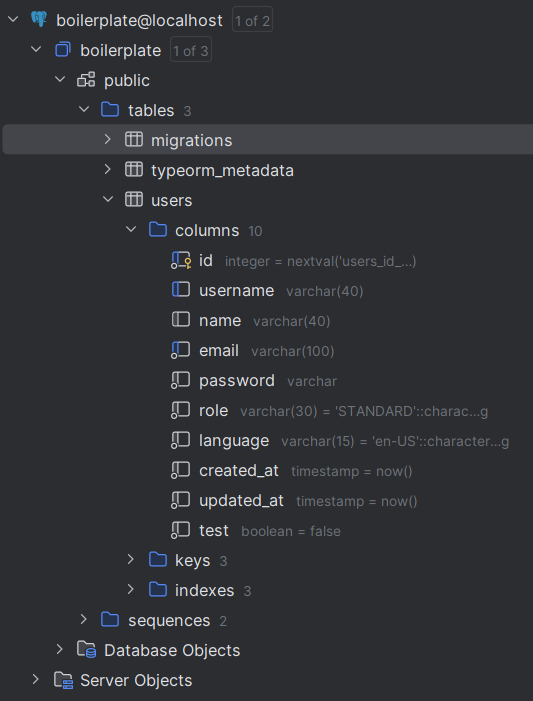 boilerplate@localhost 1 of 2
boilerplate 1 of 3
public
tables 3
migrations
typeorm_metadata
users
columns 10
id integer = nextval('users_id_...)
username varchar(40)
name varchar(40)
email varchar(100)
password varchar
role varchar(30) = 'STANDARD'::charac...g
language varchar(15) = 'en-US'::character...g
created_at timestamp = now()
updated_at timestamp = now()
test boolean = false
keys 3
indexes 3
sequences 2
Database Objects
Server Objects